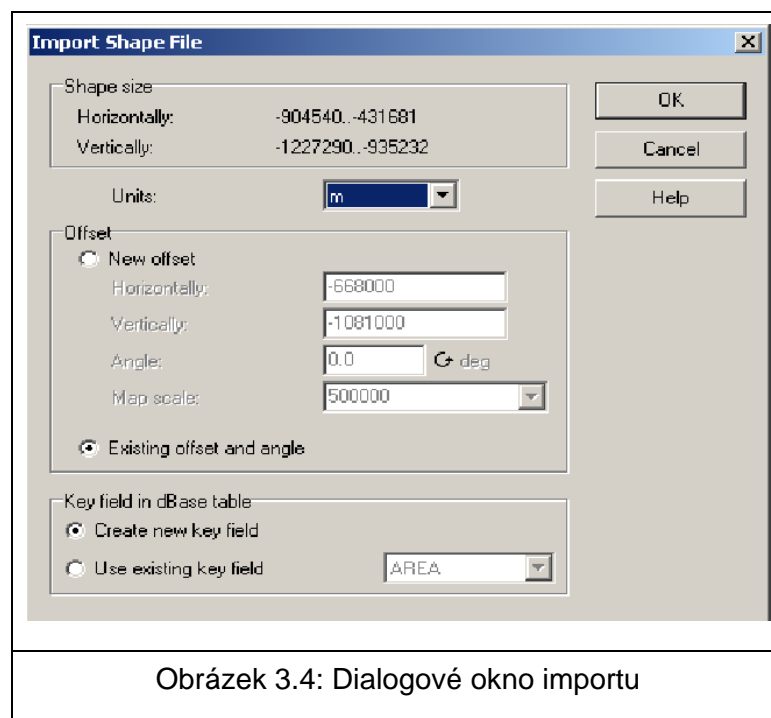 Import Shape File
Shape size
Horizontally: -904540..-431681
Vertically: -1227290..-935232
OK
Cancel
Help
Units: m
Offset
New offset
Horizontally: -668000
Vertically: -1081000
Angle: 0.0 deg
Map scale: 500000
Existing offset and angle
Key field in dBase table
Create new key field
Use existing key field AREA
Obrázek 3.4: Dialogové okno importu